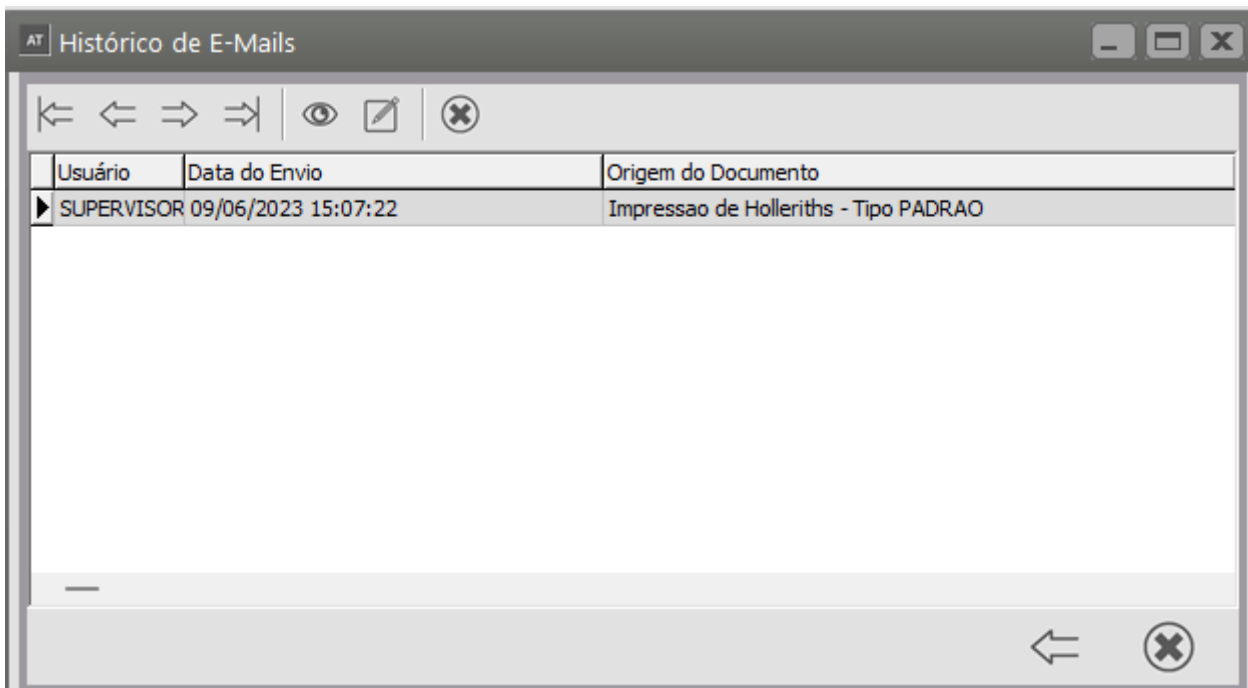 AT Histórico de E-Mails
Usuário Data do Envio Origem do Documento
SUPERVISOR 09/06/2023 15:07:22 Impressao de Holleriths - Tipo PADRAO